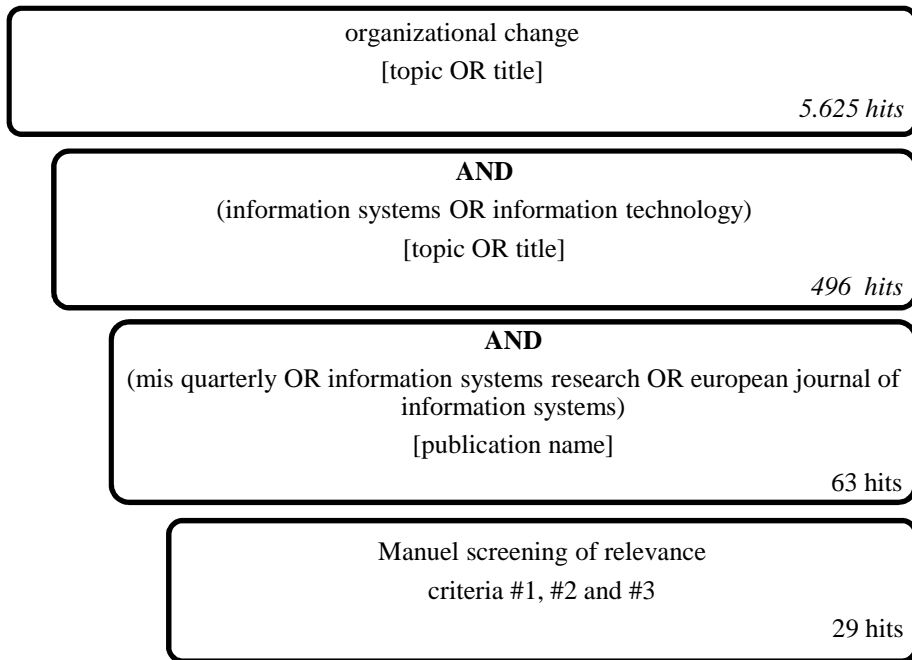 organizational change
[topic OR title]
5.625 hits
AND
(information systems OR information technology)
[topic OR title]
496 hits
AND
(mis quarterly OR information systems research OR european journal of
information systems)
[publication name]
63 hits
Manuel screening of relevance
criteria #1, #2 and #3
29 hits